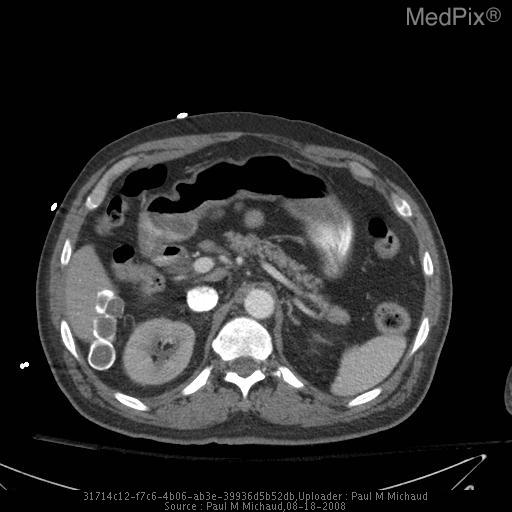 MedPix®
31714c12-f7c6-4b06-ab3e-39936d5b52db,Uploader : Paul M Michaud
Source : Paul M Michaud,08-18-2008